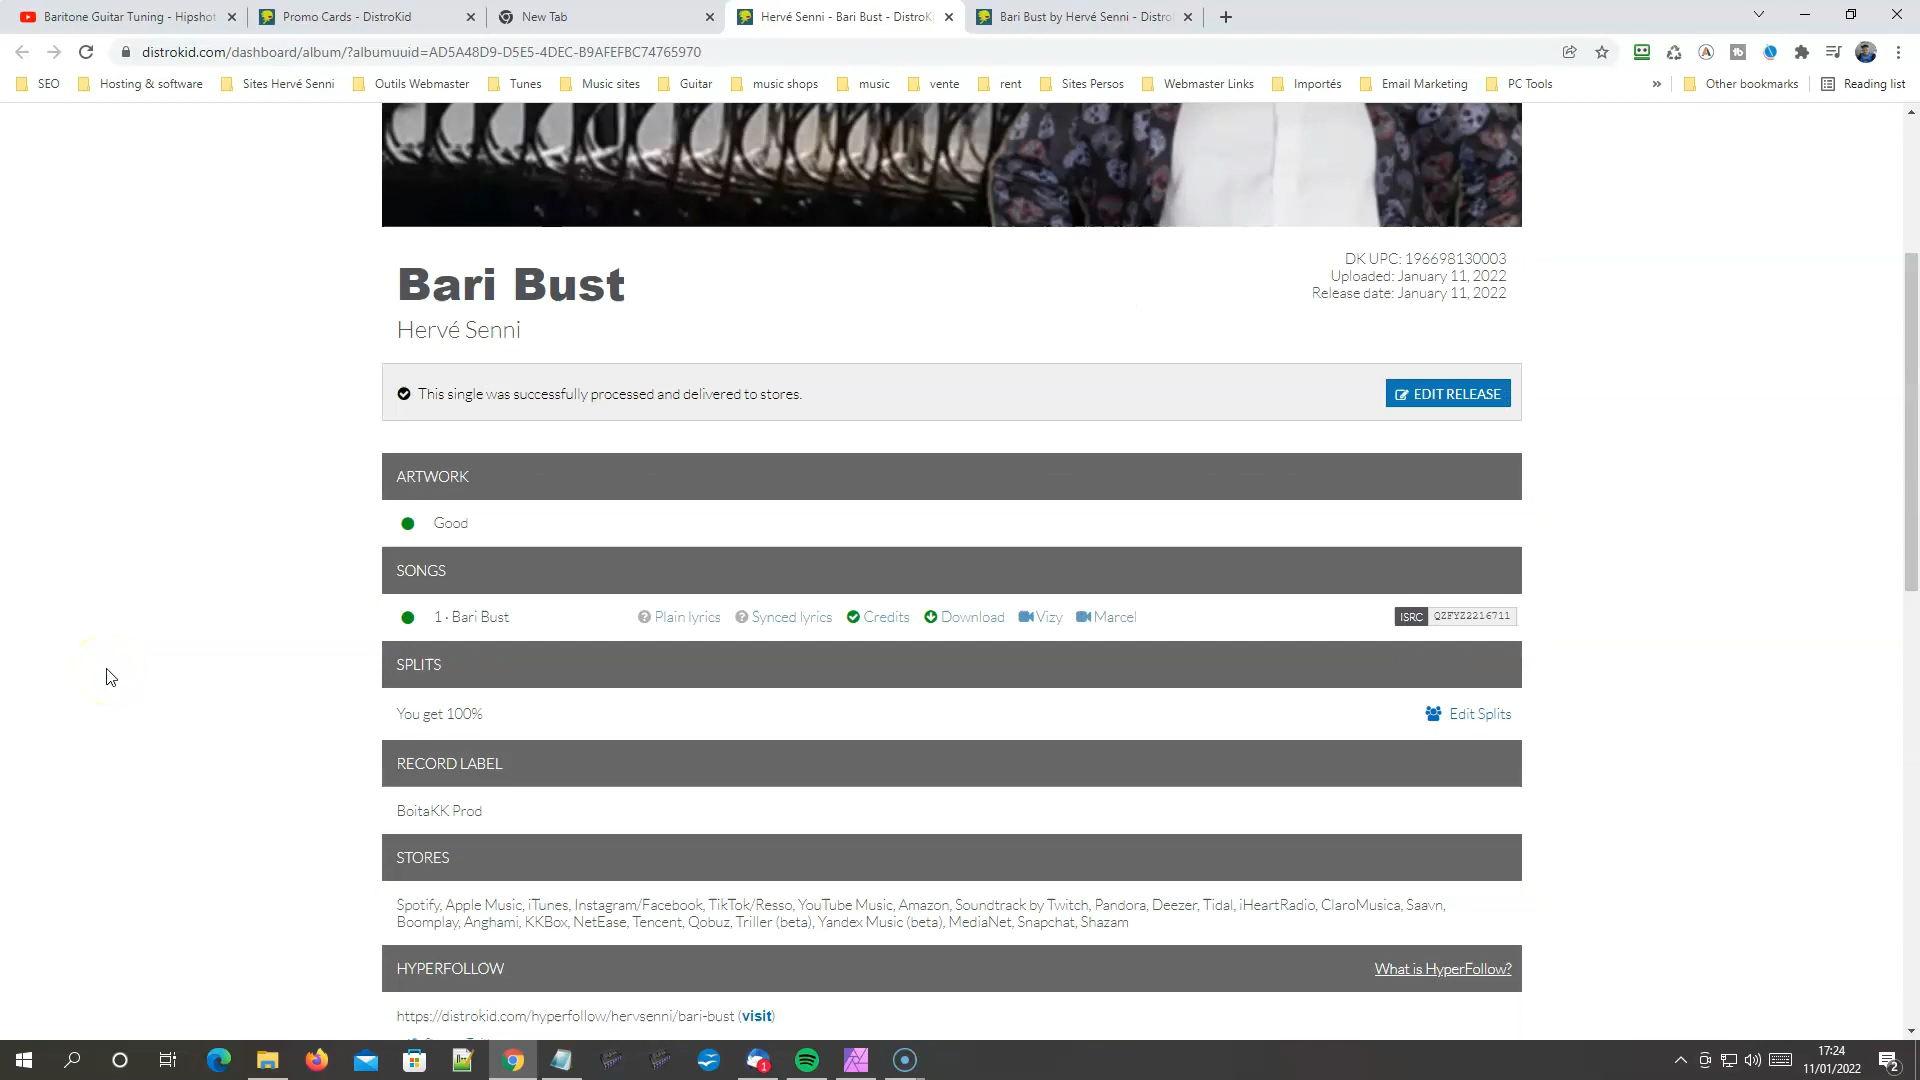 Baritone Guitar Tuning - Hipshot
Promo Cards - DistroKid
New Tab
Hervé Senni - Bari Bust - DistroKi
Bari Bust by Hervé Senni - Distro
distrokid.com/dashboard/album/?albumuuid=AD5A48D9-D5E5-4DEC-B9AFEFBC74765970
SEO
Hosting & software
Sites Hervé Senni
Outils Webmaster
Tunes
Music sites
Guitar
music shops
music
vente
rent
Sites Persos
Webmaster Links
Importés
Email Marketing
PC Tools
»
Other bookmarks
Reading list
DK UPC: 196698130003
Uploaded: January 11, 2022
Release date: January 11, 2022
Bari Bust
Hervé Senni
This single was successfully processed and delivered to stores.
EDIT RELEASE
ARTWORK
Good
SONGS
1 · Bari Bust
Plain lyrics
Synced lyrics
Credits
Download
Vizy
Marcel
ISRC QZFYZ2216711
SPLITS
You get 100%
Edit Splits
RECORD LABEL
BoitaKK Prod
STORES
Spotify, Apple Music, iTunes, Instagram/Facebook, TikTok/Resso, YouTube Music, Amazon, Soundtrack by Twitch, Pandora, Deezer, Tidal, iHeartRadio, ClaroMusica, Saavn,
Boomplay, Anghami, KKBox, NetEase, Tencent, Qobuz, Triller (beta), Yandex Music (beta), MediaNet, Snapchat, Shazam
HYPERFOLLOW
What is HyperFollow?
https://distrokid.com/hyperfollow/hervsenni/bari-bust (visit)
17:24
11/01/2022